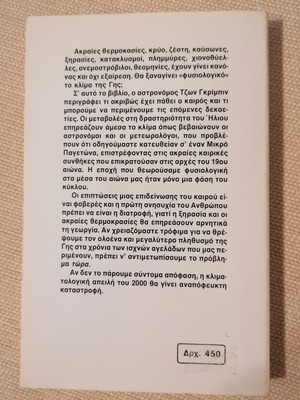 Ακραίες θερμοκασίες, κρύο, ζέστη, καύσωνες,
ξηρασίες, κατακλυσμοί, πλημμύρες, χιονοθύελ-
λες, ανεμοστρόβιλοι, θεομηνίες, έχουν γίνει κανό-
νας και όχι εξαίρεση. Θα ξαναγίνει «φυσιολογικό» το
κλίμα της Γης;
Σ' αυτό το βιβλίο, ο αστρονόμος Τζων Γκρίμπιν
περιγράφει τι ακριβώς έχει πάθει ο καιρός και τι
μπορούμε να περιμένουμε τις επόμενες δεκαε-
τίες. Οι μεταβολές στη δραστηριότητα του Ήλιου
επηρεάζουν άμεσα το κλίμα όπως βεβαιώνουν οι
αστρονόμοι και οι μετεωρολόγοι, που προβλέ-
πουν ότι οδηγούμαστε κατευθείαν σ' έναν Μικρό
Παγετώνα, επιστρέφοντας στις ακραίες καιρικές
συνθήκες που επικρατούσαν στις αρχές του 19ου
αιώνα. Η εποχή που θεωρούσαμε φυσιολογική
στα μέσα του αιώνα μας ήταν μόνο μια φάση του
κύκλου.
Οι επιπτώσεις μιας επιδείνωσης του καιρού είναι
φοβερές και η πρώτη ανησυχία του Ανθρώπου
πρέπει να είναι η διατροφή, γιατί η ξηρασία και οι
ακραίες θερμοκρασίες θα επηρεάσουν αρνητικά
τη γεωργία. Αν χρειαζόμαστε τρόφιμα για να θρέ-
ψουμε τον ολοένα και μεγαλύτερο πληθυσμό της
Γης στα χρόνια των ισχνών αγελάδων που μας πε-
ριμένουν, πρέπει ν' αντιμετωπίσουμε το πρόβλη-
μα τώρα.
Αν δεν το πάρουμε σύντομα απόφαση, η κλιμα-
τολογική απειλή του 2000 θα γίνει αναπόφευκτη
καταστροφή.
Δρχ. 450